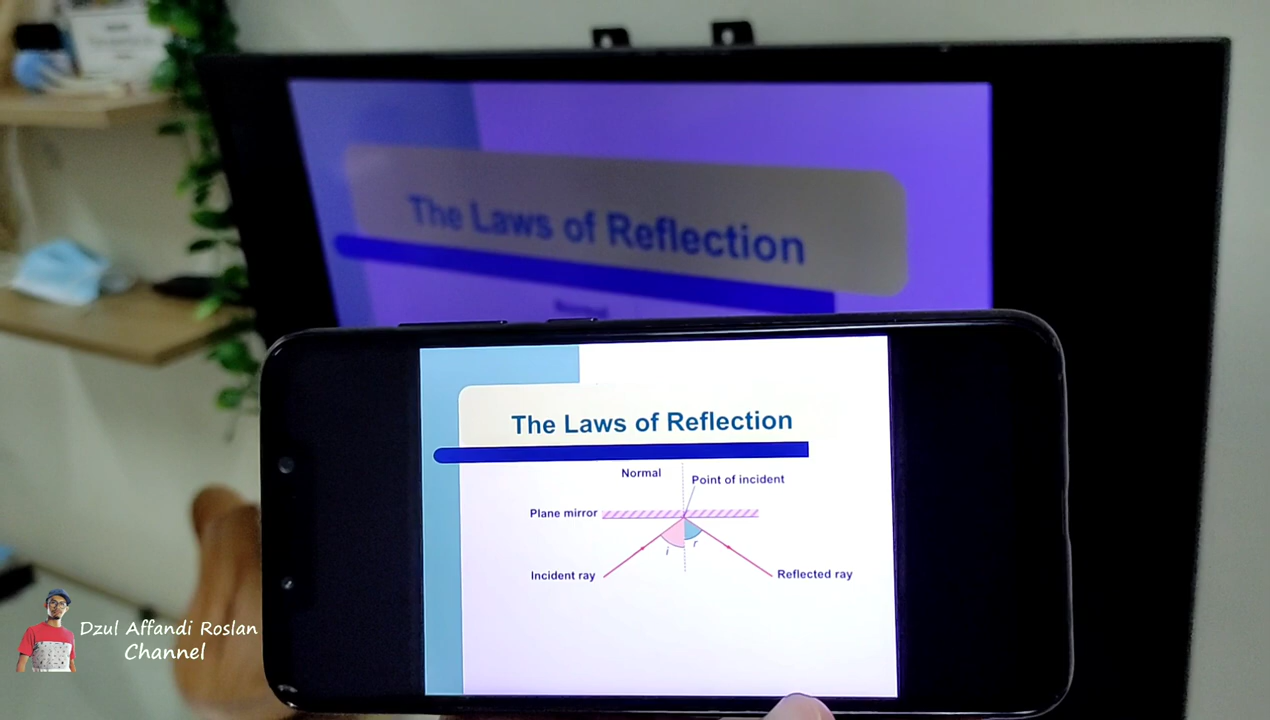 The Laws of Reflection
The Laws of Reflection
Normal
Point of incident
Plane mirror
i
r
Incident ray
Reflected ray
Dzul Affandi Roslan
Channel